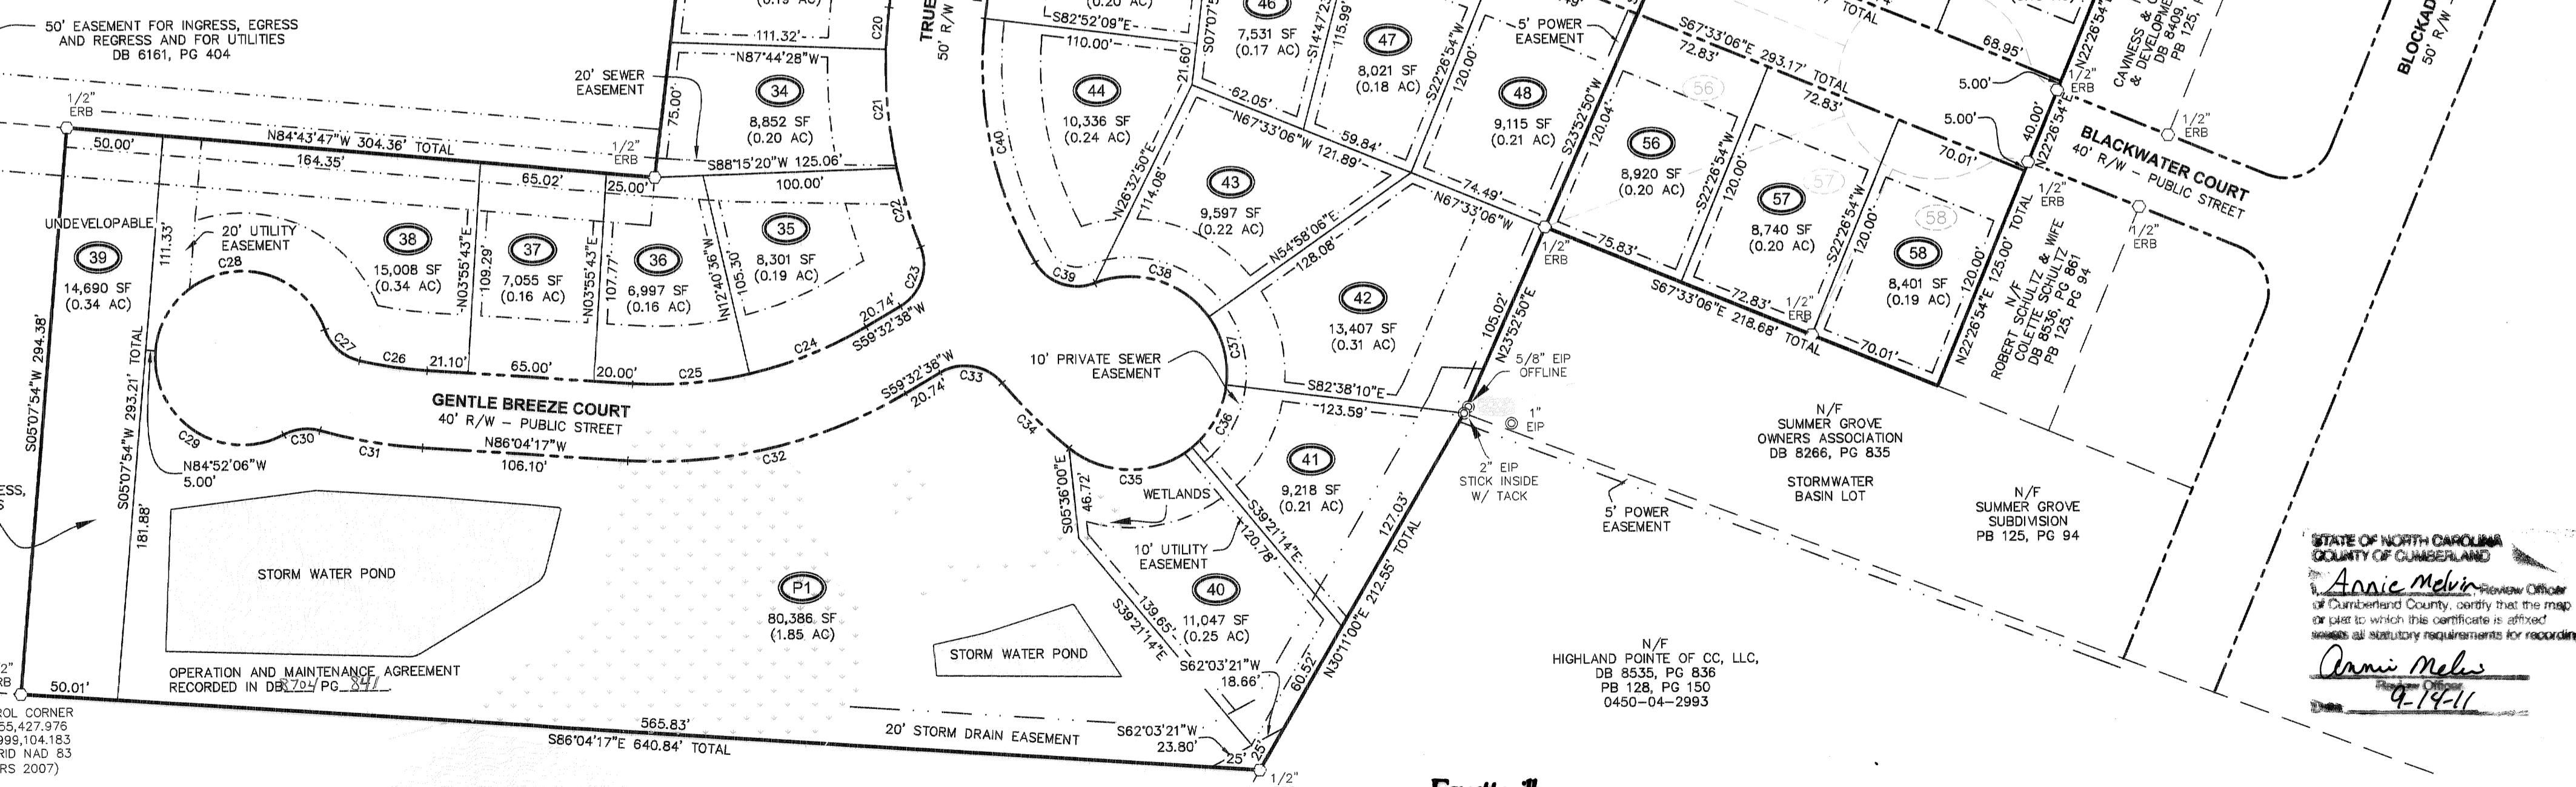 50' EASEMENT FOR INGRESS, EGRESS
AND REGRESS AND FOR UTILITIES
DB 6161, PG 404
20' SEWER
EASEMENT
1/2"
ERB
N84°43'47"W 304.36' TOTAL
50.00'
164.35'
65.02'
25.00'
1/2"
ERB
111.32'
N87°44'28"W
75.00'
34
8,852 SF
(0.20 AC)
S88°15'20"W 125.06'
100.00'
C20
C21
C22
C23
TRUE
50' R/W
UNDEVELOPABLE
39
14,690 SF
(0.34 AC)
S05°07'54"W 294.38'
111.33'
S05°07'54"W 293.21' TOTAL
181.88'
20' UTILITY
EASEMENT
C28
38
15,008 SF
(0.34 AC)
N03°55'43"E
109.29'
37
7,055 SF
(0.16 AC)
N03°55'43"E
107.77'
36
6,997 SF
(0.16 AC)
N12°40'36"W
105.30'
35
8,301 SF
(0.19 AC)
C27
C26
21.10'
65.00'
20.00'
C25
C24
20.74'
S59°32'38"W
GENTLE BREEZE COURT
40' R/W – PUBLIC STREET
N86°04'17"W
106.10'
C29
C30
C31
C32
S59°32'38"W
20.74'
C33
C34
C35
C36
C37
C38
C39
C40
N84°52'06"W
5.00'
STORM WATER POND
OPERATION AND MAINTENANCE AGREEMENT
RECORDED IN DB 8704 PG 841
P1
80,386 SF
(1.85 AC)
STORM WATER POND
50.01'
565.83'
S86°04'17"E 640.84' TOTAL
20' STORM DRAIN EASEMENT
S62°03'21"W
23.80'
S62°03'21"W
18.66'
25'
25'
1/2"
60.52'
N30°11'00"E 212.55' TOTAL
127.03'
S05°36'00"E
46.72'
WETLANDS
10' UTILITY
EASEMENT
139.65'
S39°21'14"E
S39°21'14"E
120.78'
40
11,047 SF
(0.25 AC)
41
9,218 SF
(0.21 AC)
10' PRIVATE SEWER
EASEMENT
S82°38'10"E
123.59'
42
13,407 SF
(0.31 AC)
N54°58'06"E
128.08'
43
9,597 SF
(0.22 AC)
N26°32'50"E
114.08'
44
10,336 SF
(0.24 AC)
S82°52'09"E
110.00'
21.60'
46
7,531 SF
(0.17 AC)
62.05'
N67°33'06"W 121.89'
115.99'
47
8,021 SF
(0.18 AC)
59.84'
S22°26'54"W
120.00'
48
9,115 SF
(0.21 AC)
74.49'
N67°33'06"W
5' POWER
EASEMENT
S23°52'50"W
120.04'
1/2"
ERB
105.02'
N23°52'50"E
5/8" EIP
OFFLINE
1"
EIP
2" EIP
STICK INSIDE
W/ TACK
5' POWER
EASEMENT
S67°33'06"E 293.17' TOTAL
72.83'
72.83'
70.01'
56
56
8,920 SF
(0.20 AC)
75.83'
S22°26'54"W
120.00'
57
57
8,740 SF
(0.20 AC)
72.83'
S22°26'54"W
120.00'
58
58
8,401 SF
(0.19 AC)
70.01'
1/2"
ERB
S67°33'06"E 218.68' TOTAL
120.00'
N22°26'54"E 125.00' TOTAL
68.95'
5.00'
5.00'
1/2"
ERB
40.00'
N22°26'54"E
1/2"
ERB
1/2"
ERB
1/2"
ERB
BLACKWATER COURT
40' R/W – PUBLIC STREET
N/F
ROBERT SCHULTZ & WIFE
COLETTE SCHULTZ
DB 8536, PG 861
PB 125, PG 94
N/F
SUMMER GROVE
OWNERS ASSOCIATION
DB 8266, PG 835
STORMWATER
BASIN LOT
N/F
SUMMER GROVE
SUBDIVISION
PB 125, PG 94
N/F
HIGHLAND POINTE OF CC, LLC,
DB 8535, PG 836
PB 128, PG 150
0450-04-2993
STATE OF NORTH CAROLINA
COUNTY OF CUMBERLAND
I, Annie Melvin, Review Officer
of Cumberland County, certify that the map
or plat to which this certificate is affixed
meets all statutory requirements for recording
Review Officer
Date 9-14-11